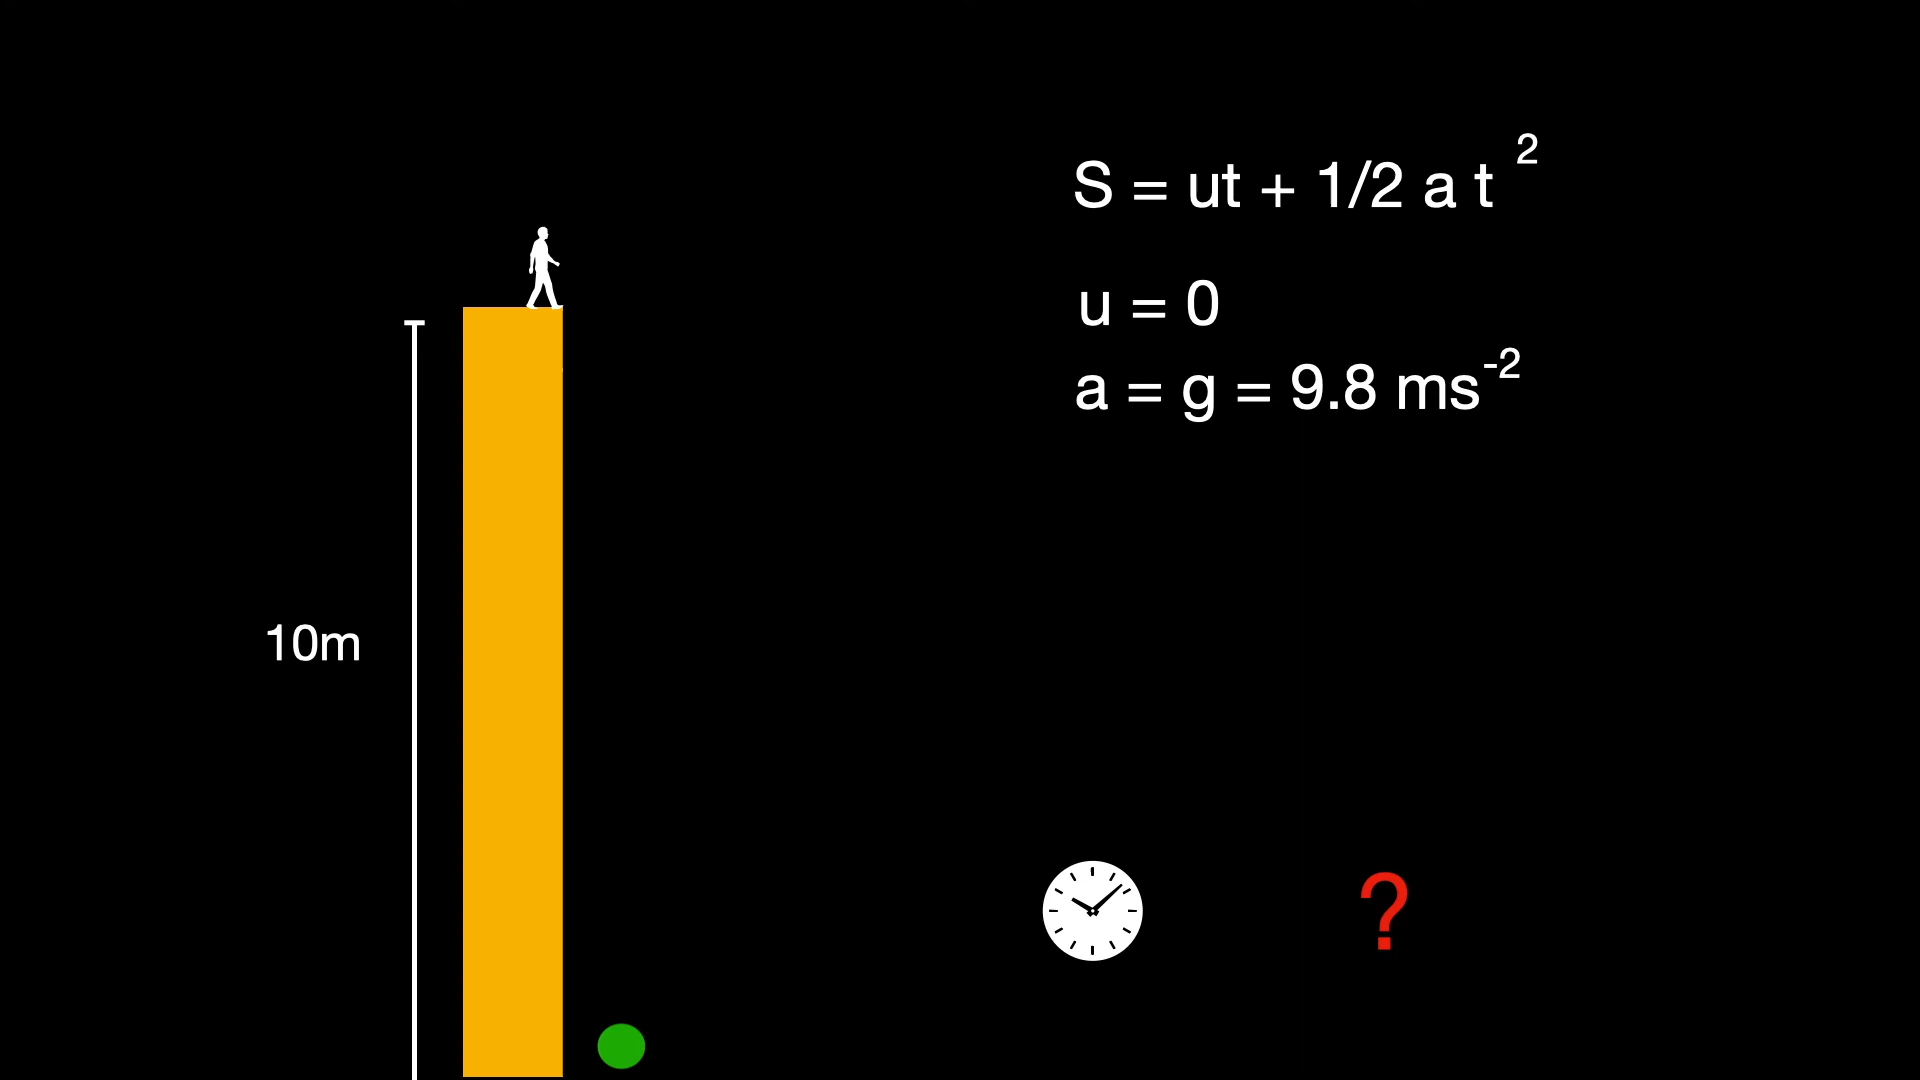 S = ut + 1/2 a t ²
u = 0
a = g = 9.8 ms⁻²
10m
?